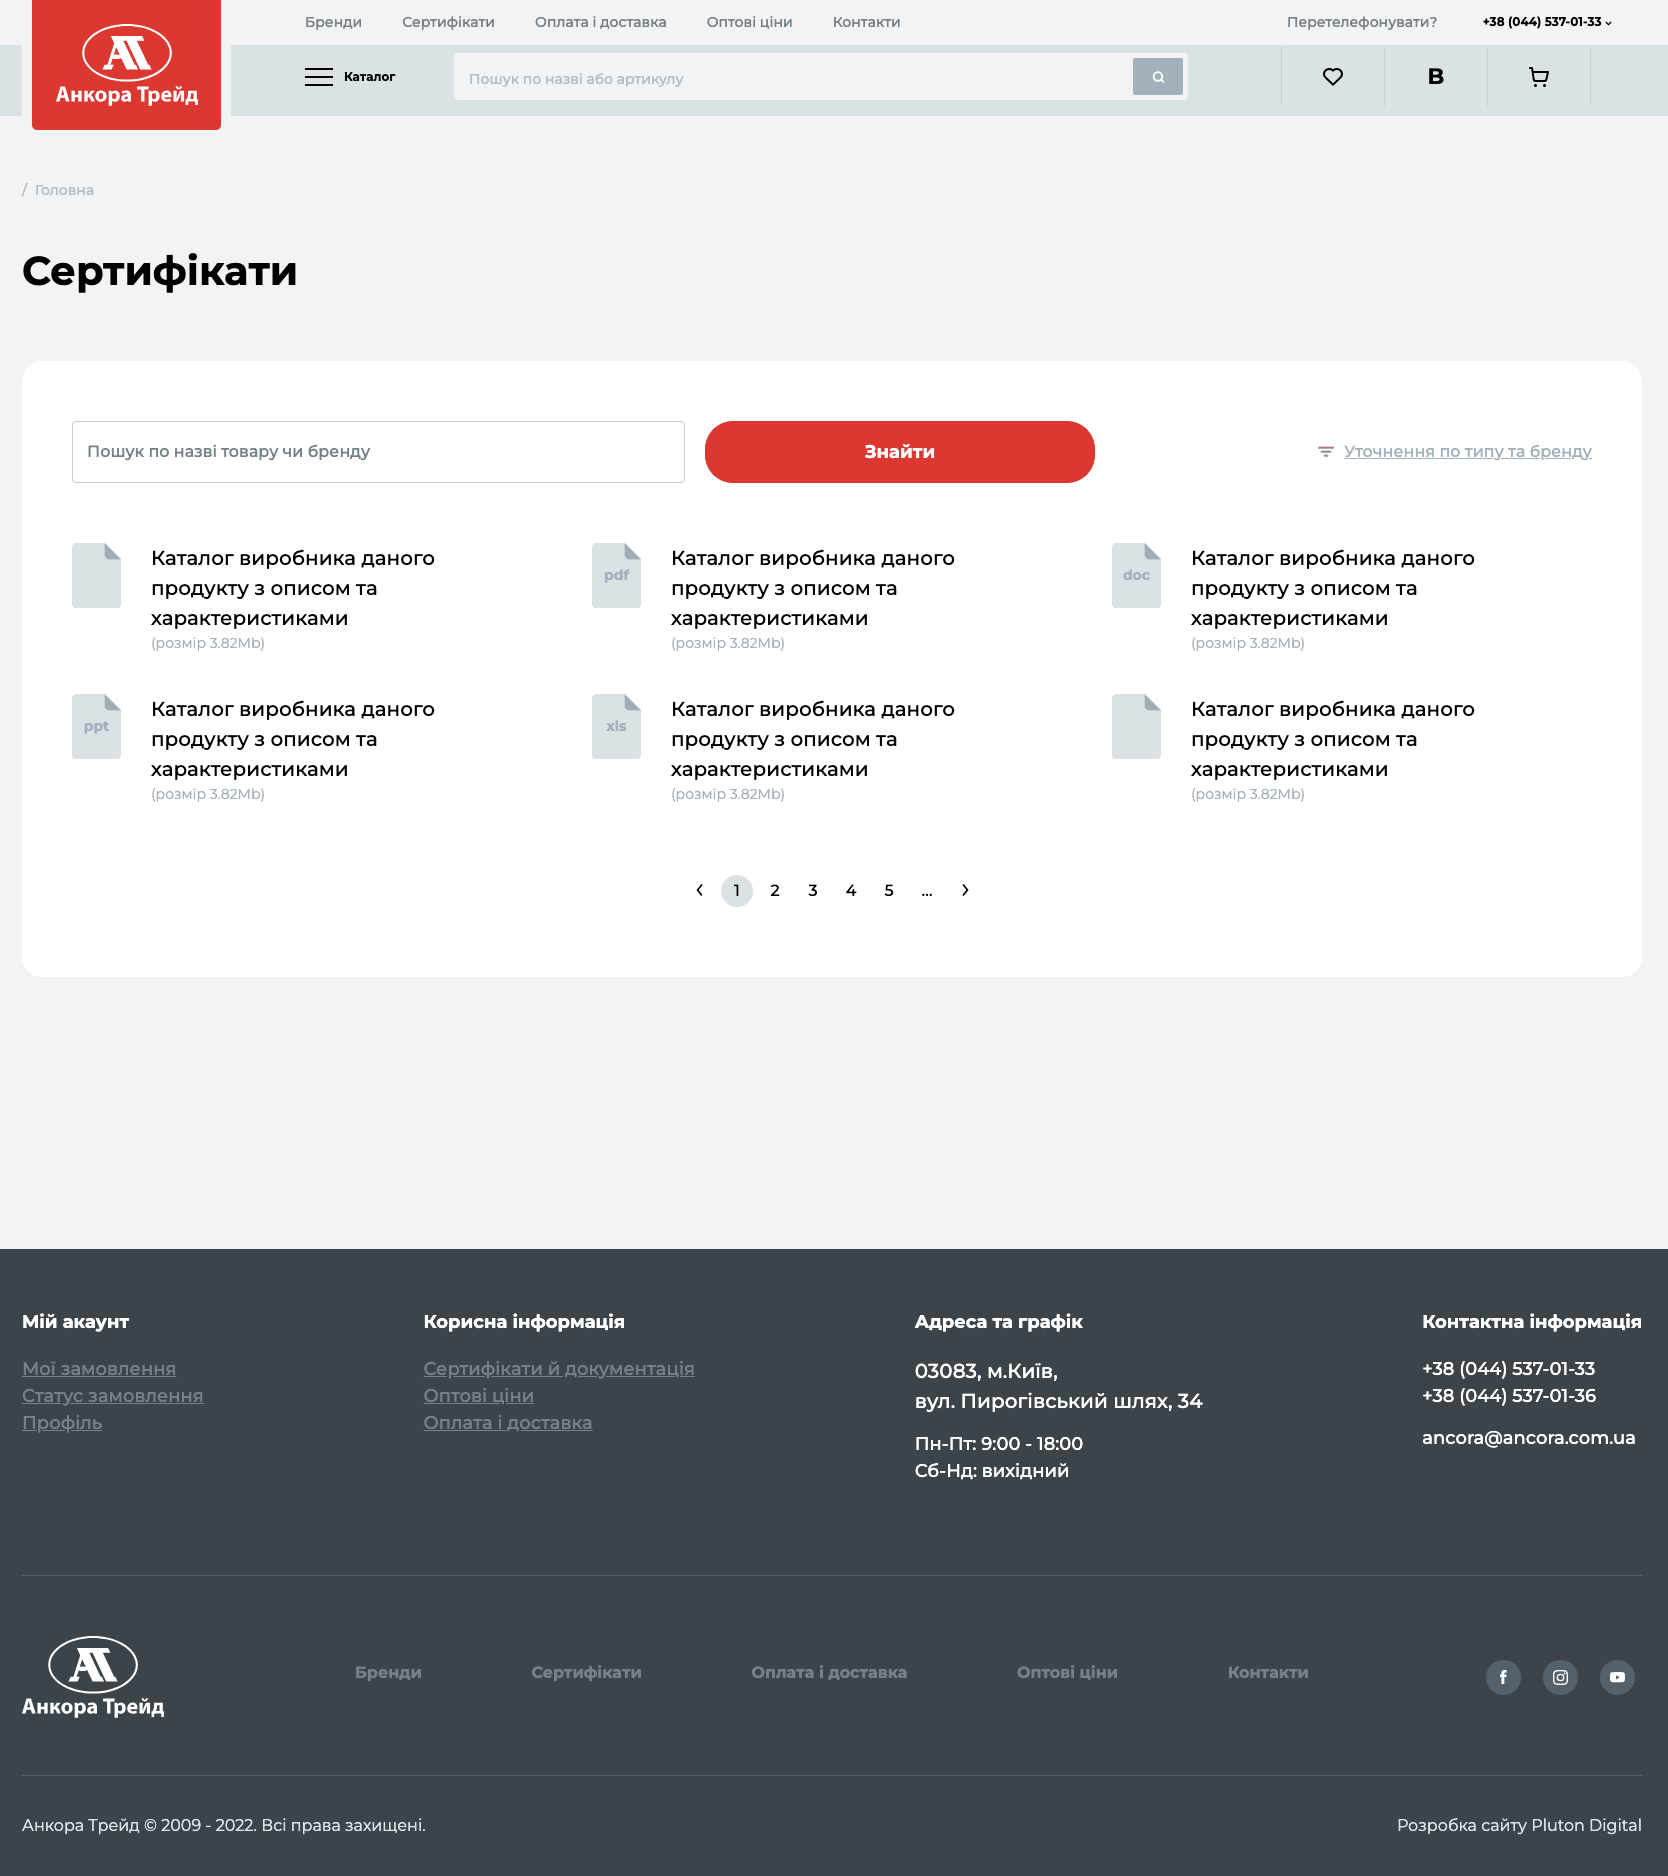 Бренди Сертифікати Оплата і доставка Оптові ціни Контакти Перетелефонувати? +38 (044) 537-01-33
Анкора Трейд
Каталог
Пошук по назві або артикулу
B
/ Головна
Сертифікати
Пошук по назві товару чи бренду
Знайти
Уточнення по типу та бренду
Каталог виробника даного
продукту з описом та
характеристиками
(розмір 3.82Mb)
pdf
Каталог виробника даного
продукту з описом та
характеристиками
(розмір 3.82Mb)
doc
Каталог виробника даного
продукту з описом та
характеристиками
(розмір 3.82Mb)
ppt
Каталог виробника даного
продукту з описом та
характеристиками
(розмір 3.82Mb)
xls
Каталог виробника даного
продукту з описом та
характеристиками
(розмір 3.82Mb)
Каталог виробника даного
продукту з описом та
характеристиками
(розмір 3.82Mb)
1 2 3 4 5 ...
Мій акаунт
Мої замовлення
Статус замовлення
Профіль
Корисна інформація
Сертифікати й документація
Оптові ціни
Оплата і доставка
Адреса та графік
03083, м.Київ,
вул. Пирогівський шлях, 34
Пн-Пт: 9:00 - 18:00
Сб-Нд: вихідний
Контактна інформація
+38 (044) 537-01-33
+38 (044) 537-01-36
ancora@ancora.com.ua
Анкора Трейд
Бренди Сертифікати Оплата і доставка Оптові ціни Контакти
Анкора Трейд © 2009 - 2022. Всі права захищені.
Розробка сайту Pluton Digital